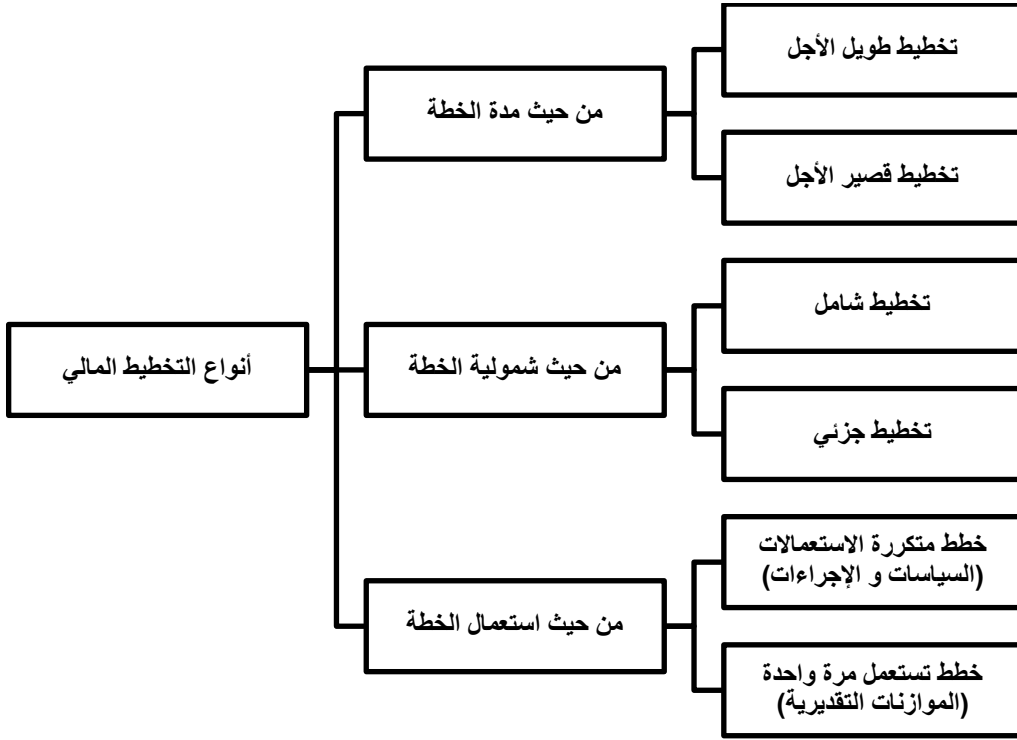 أنواع التخطيط المالي
من حيث مدة الخطة
تخطيط طويل الأجل
تخطيط قصير الأجل
من حيث شمولية الخطة
تخطيط شامل
تخطيط جزئي
من حيث استعمال الخطة
خطط متكررة الاستعمالات
(السياسات و الإجراءات)
خطط تستعمل مرة واحدة
(الموازنات التقديرية)